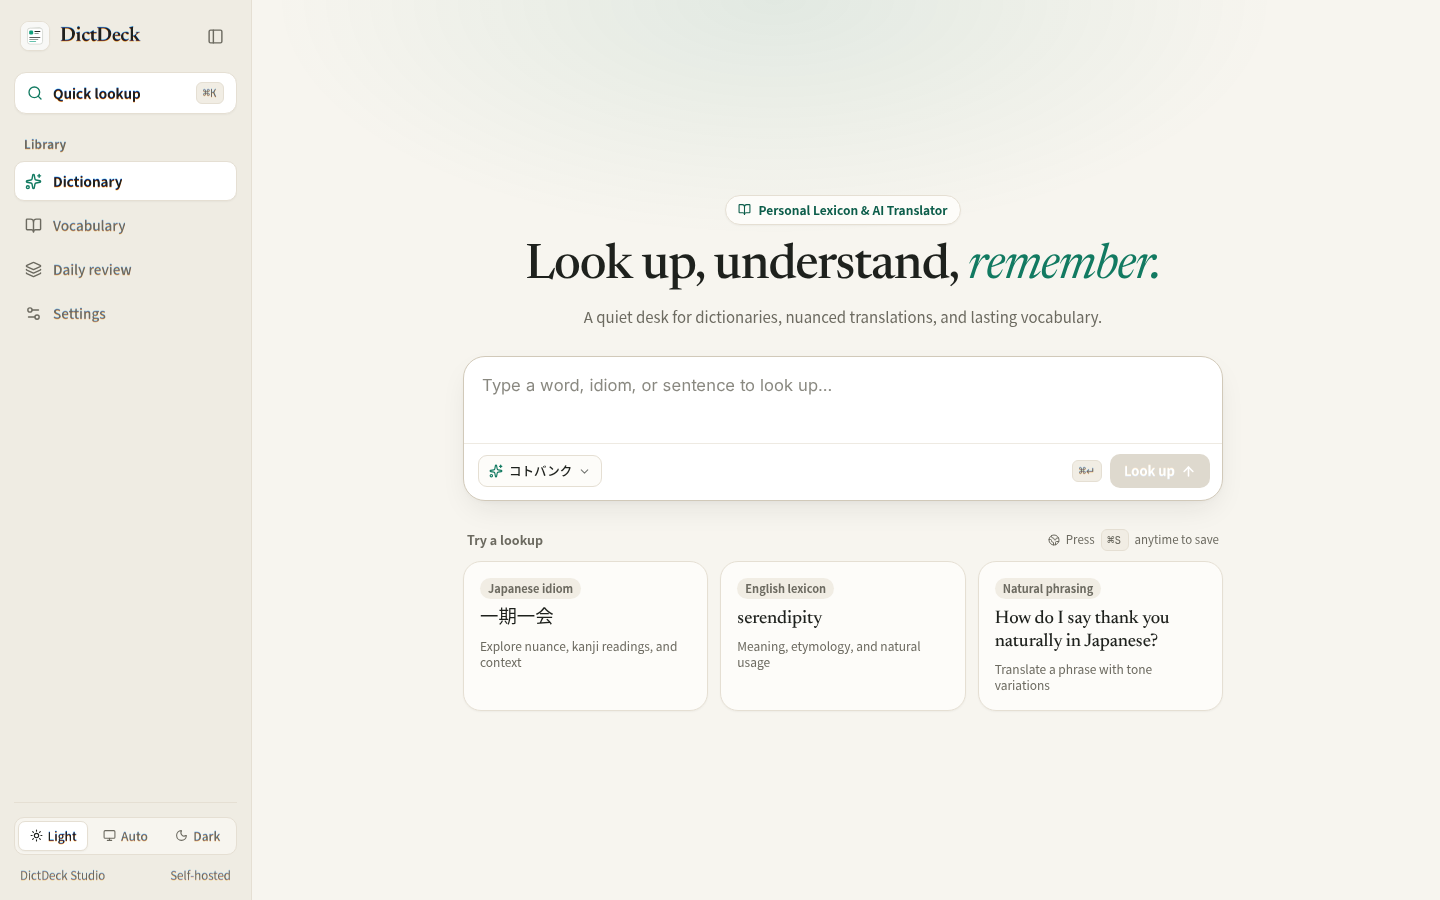 DictDeck
Quick lookup
⌘K
Library
Dictionary
Vocabulary
Daily review
Settings
Light
Auto
Dark
DictDeck Studio
Self-hosted
Personal Lexicon & AI Translator
Look up, understand, remember.
A quiet desk for dictionaries, nuanced translations, and lasting vocabulary.
Type a word, idiom, or sentence to look up...
コトバンク
⌘↵
Look up ↑
Try a lookup
Press ⌘S anytime to save
Japanese idiom
一期一会
Explore nuance, kanji readings, and
context
English lexicon
serendipity
Meaning, etymology, and natural
usage
Natural phrasing
How do I say thank you
naturally in Japanese?
Translate a phrase with tone
variations